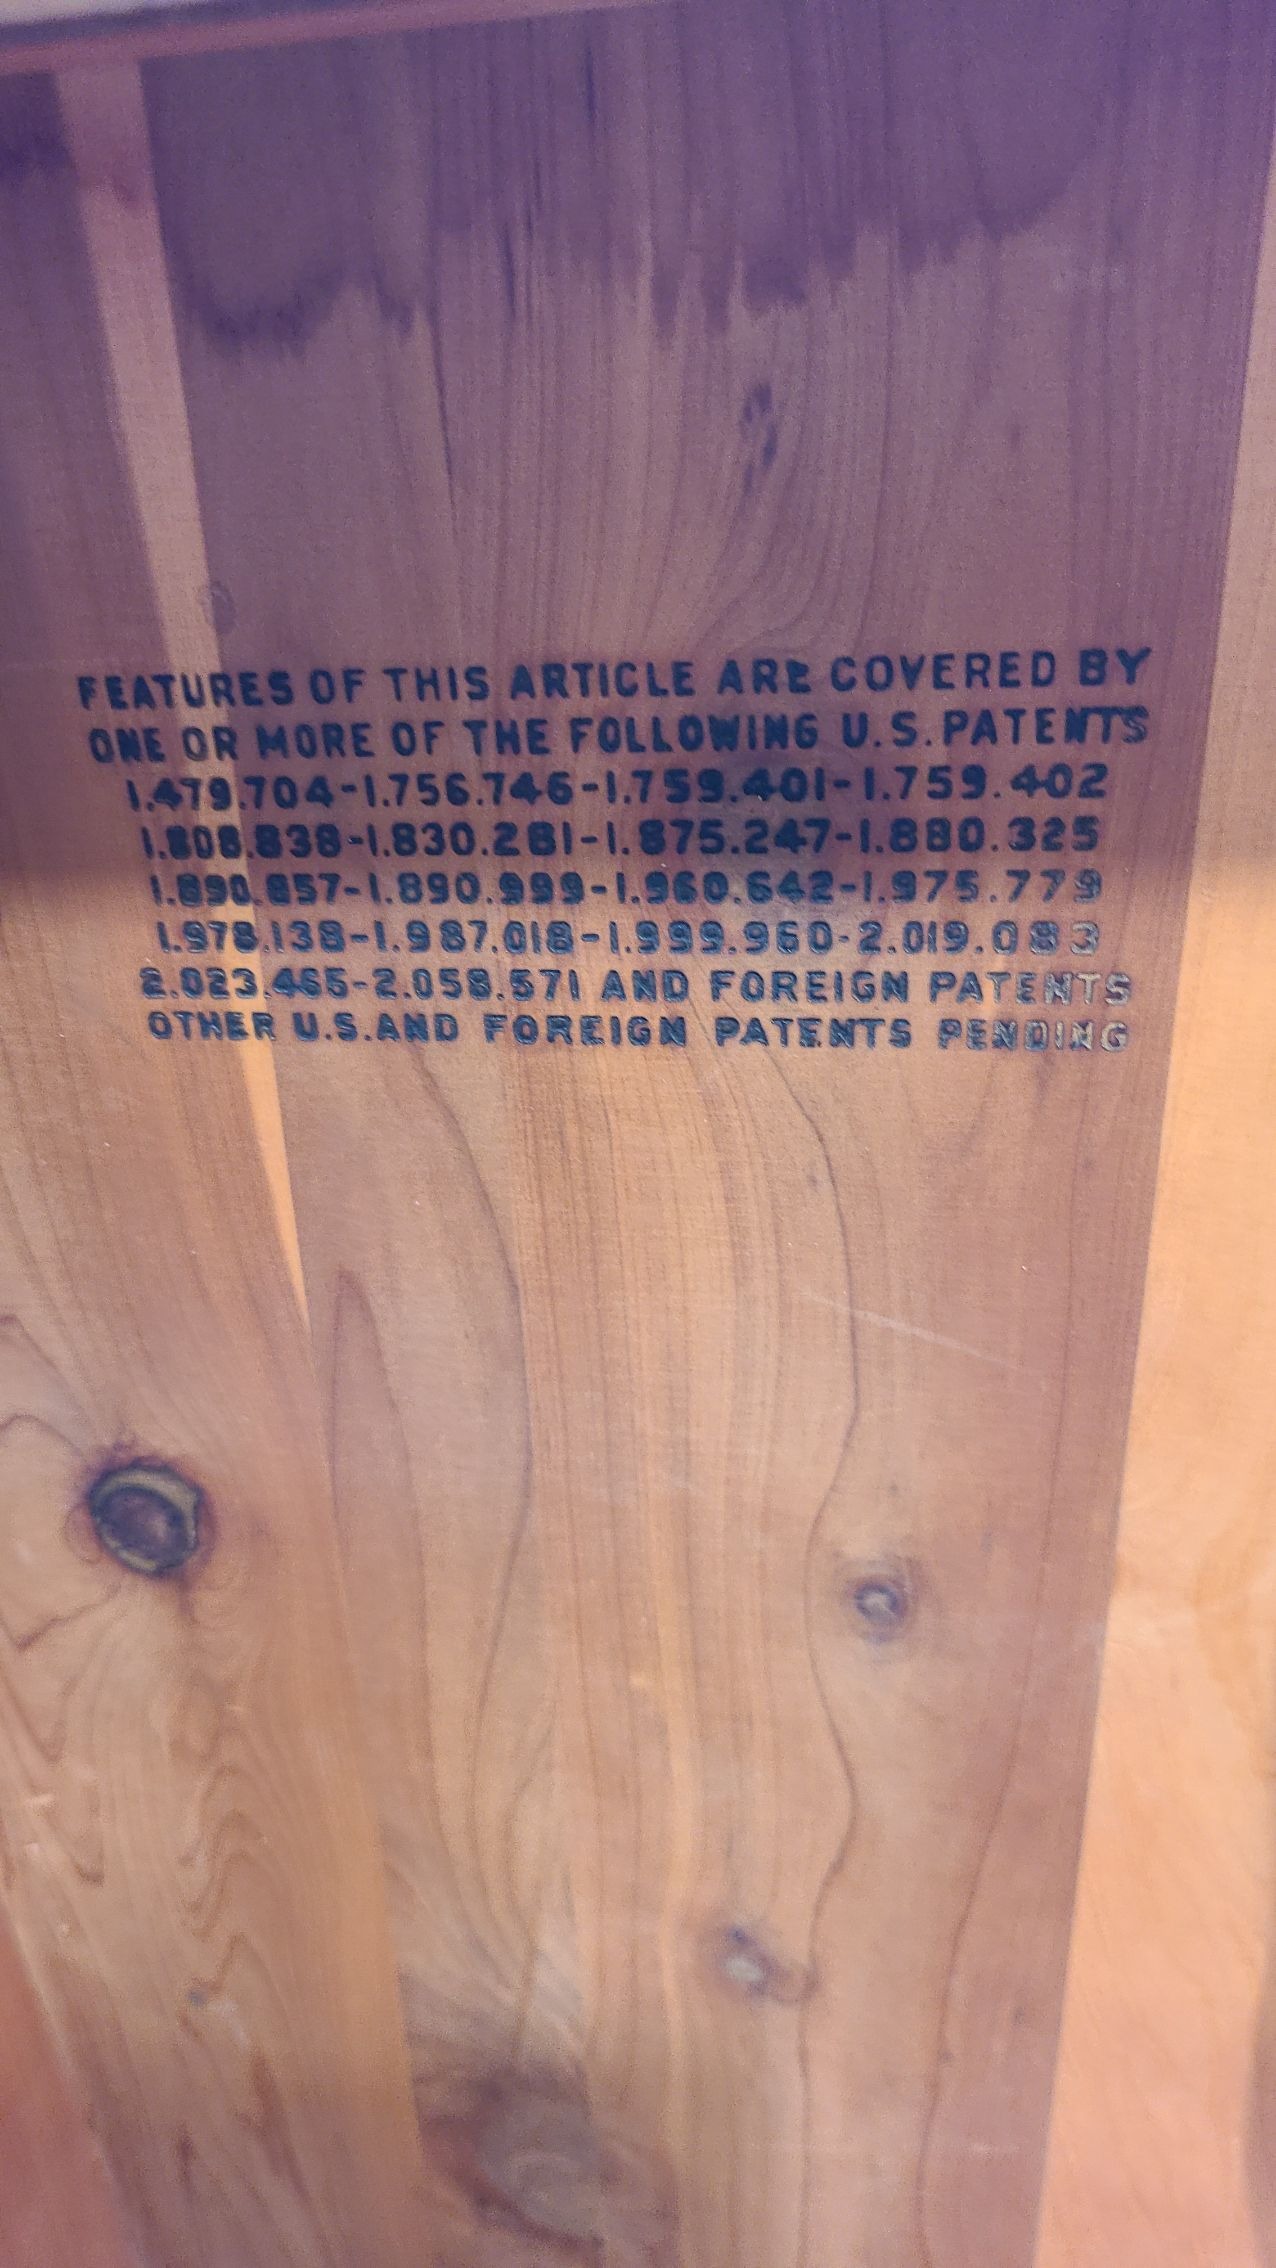 FEATURES OF THIS ARTICLE ARE COVERED BY
ONE OR MORE OF THE FOLLOWING U.S. PATENTS
1.479.704-1.756.746-1.759.401-1.759.402
1.808.838-1.830.281-1.875.247-1.880.325
1.890.857-1.890.999-1.960.642-1.975.779
1.978.138-1.987.018-1.999.960-2.019.083
2.023.465-2.058.571 AND FOREIGN PATENTS
OTHER U.S. AND FOREIGN PATENTS PENDING